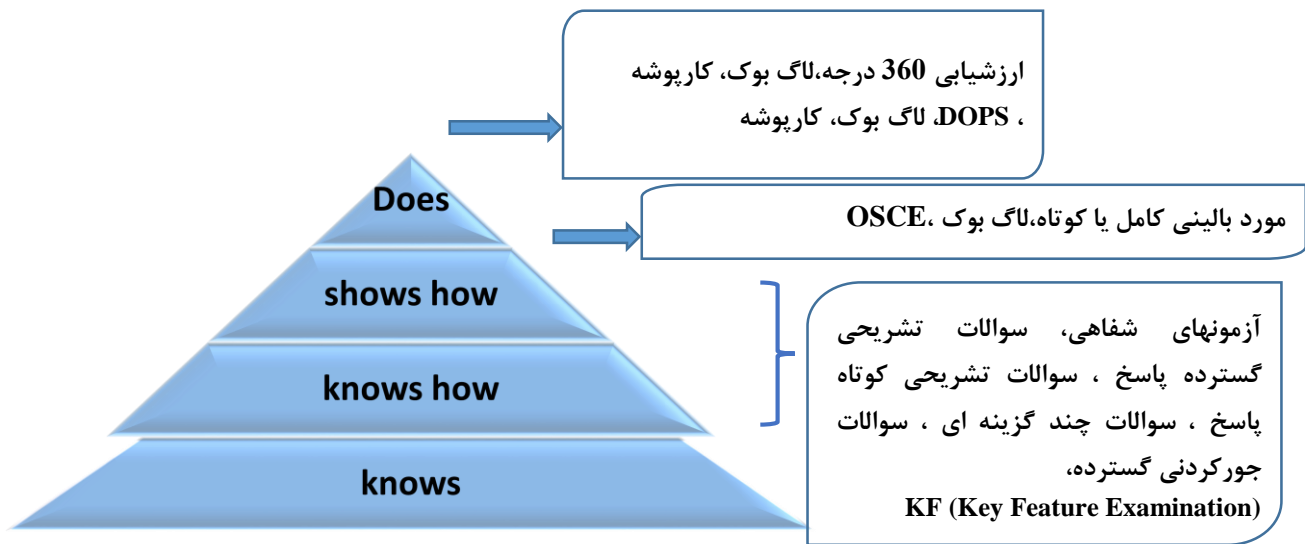 ارزشیابی 360 درجه،لاگ بوک، کارپوشه
، DOPS، لاگ بوک، کارپوشه
Does
مورد بالینی کامل یا کوتاه،لاگ بوک ،OSCE
shows how
آزمونهای شفاهی، سوالات تشریحی
گسترده پاسخ ، سوالات تشریحی کوتاه
پاسخ ، سوالات چند گزینه ای ، سوالات
جورکردنی گسترده،
KF (Key Feature Examination)
knows how
knows